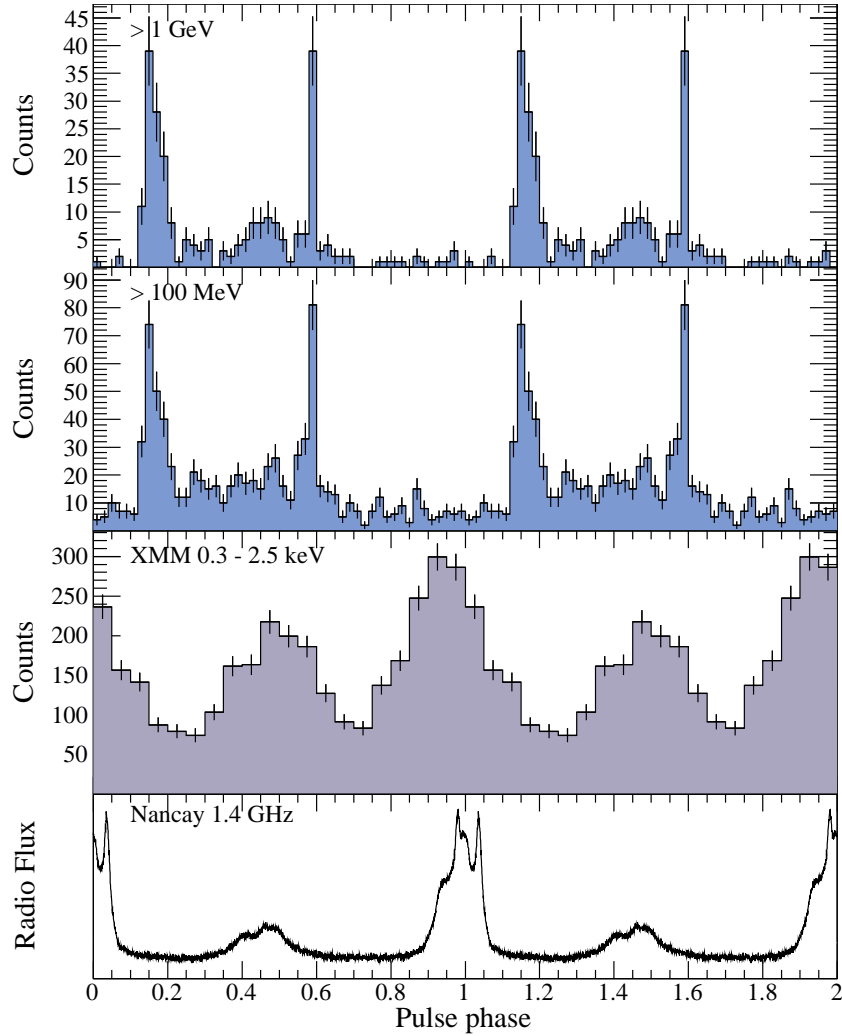 > 1 GeV
Counts
45
40
35
30
25
20
15
10
5
> 100 MeV
Counts
90
80
70
60
50
40
30
20
10
XMM 0.3 - 2.5 keV
Counts
300
250
200
150
100
50
Nancay 1.4 GHz
Radio Flux
0 0.2 0.4 0.6 0.8 1 1.2 1.4 1.6 1.8 2
Pulse phase